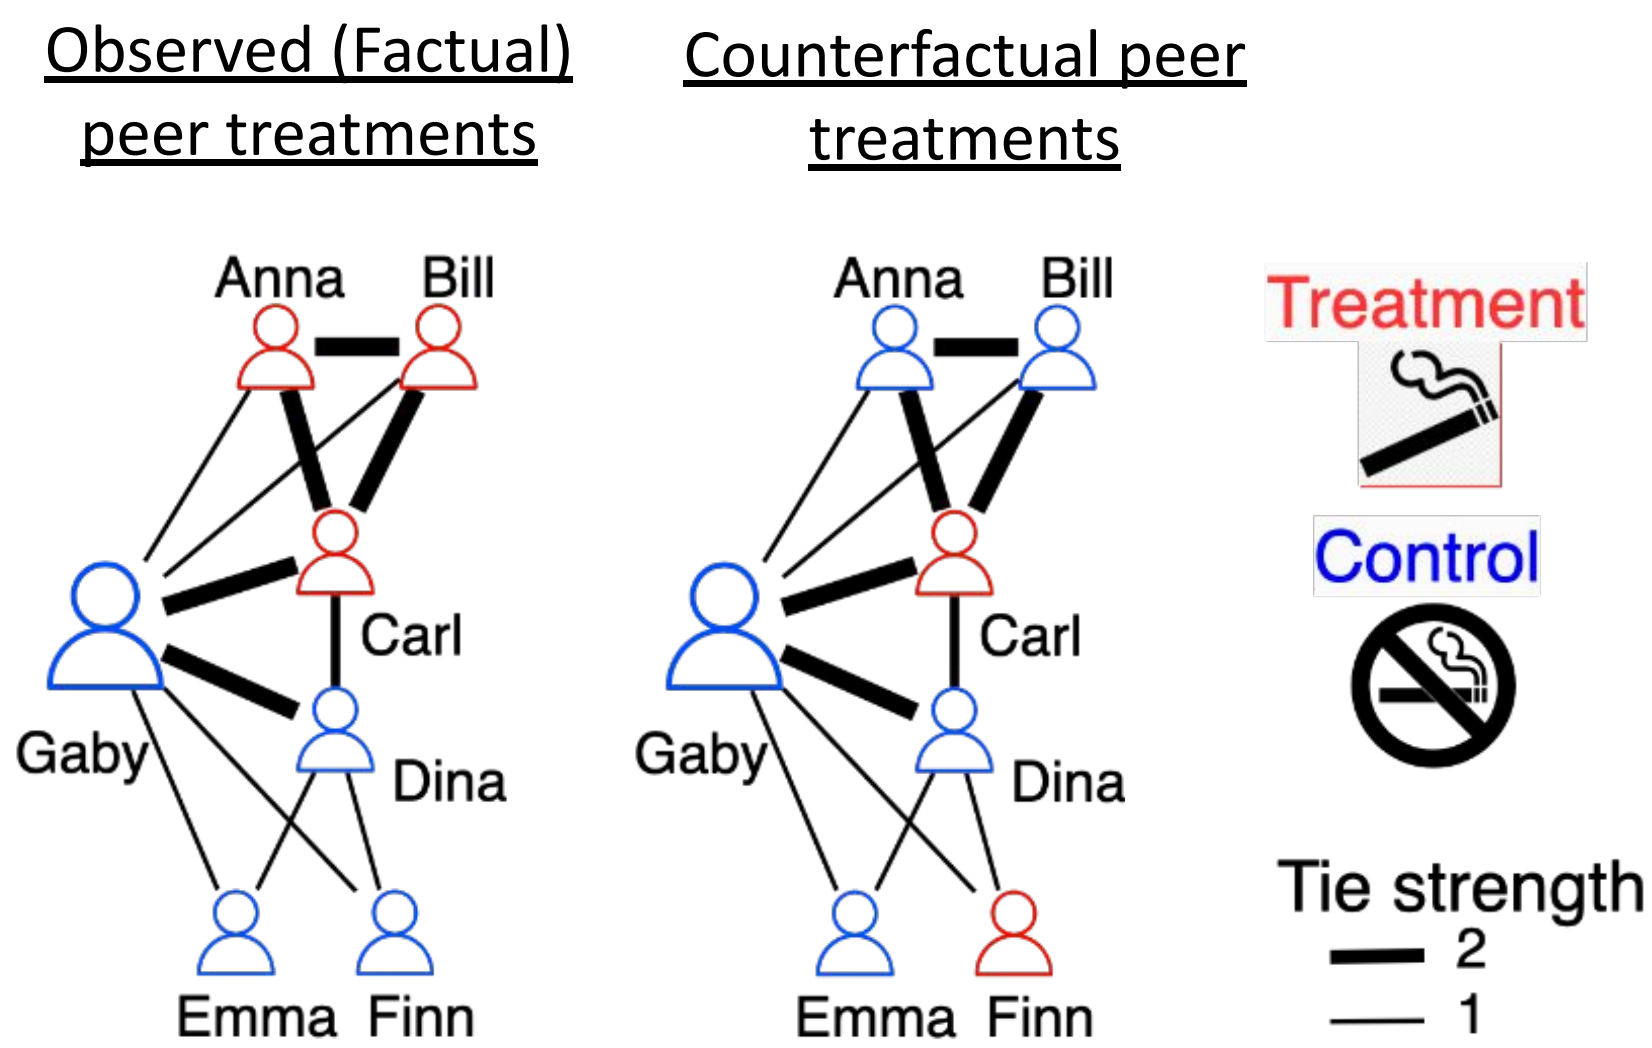 Observed (Factual)
peer treatments
Counterfactual peer
treatments
Anna Bill
Carl
Gaby
Dina
Emma Finn
Anna Bill
Carl
Gaby
Dina
Emma Finn
Treatment
Control
Tie strength
2
1